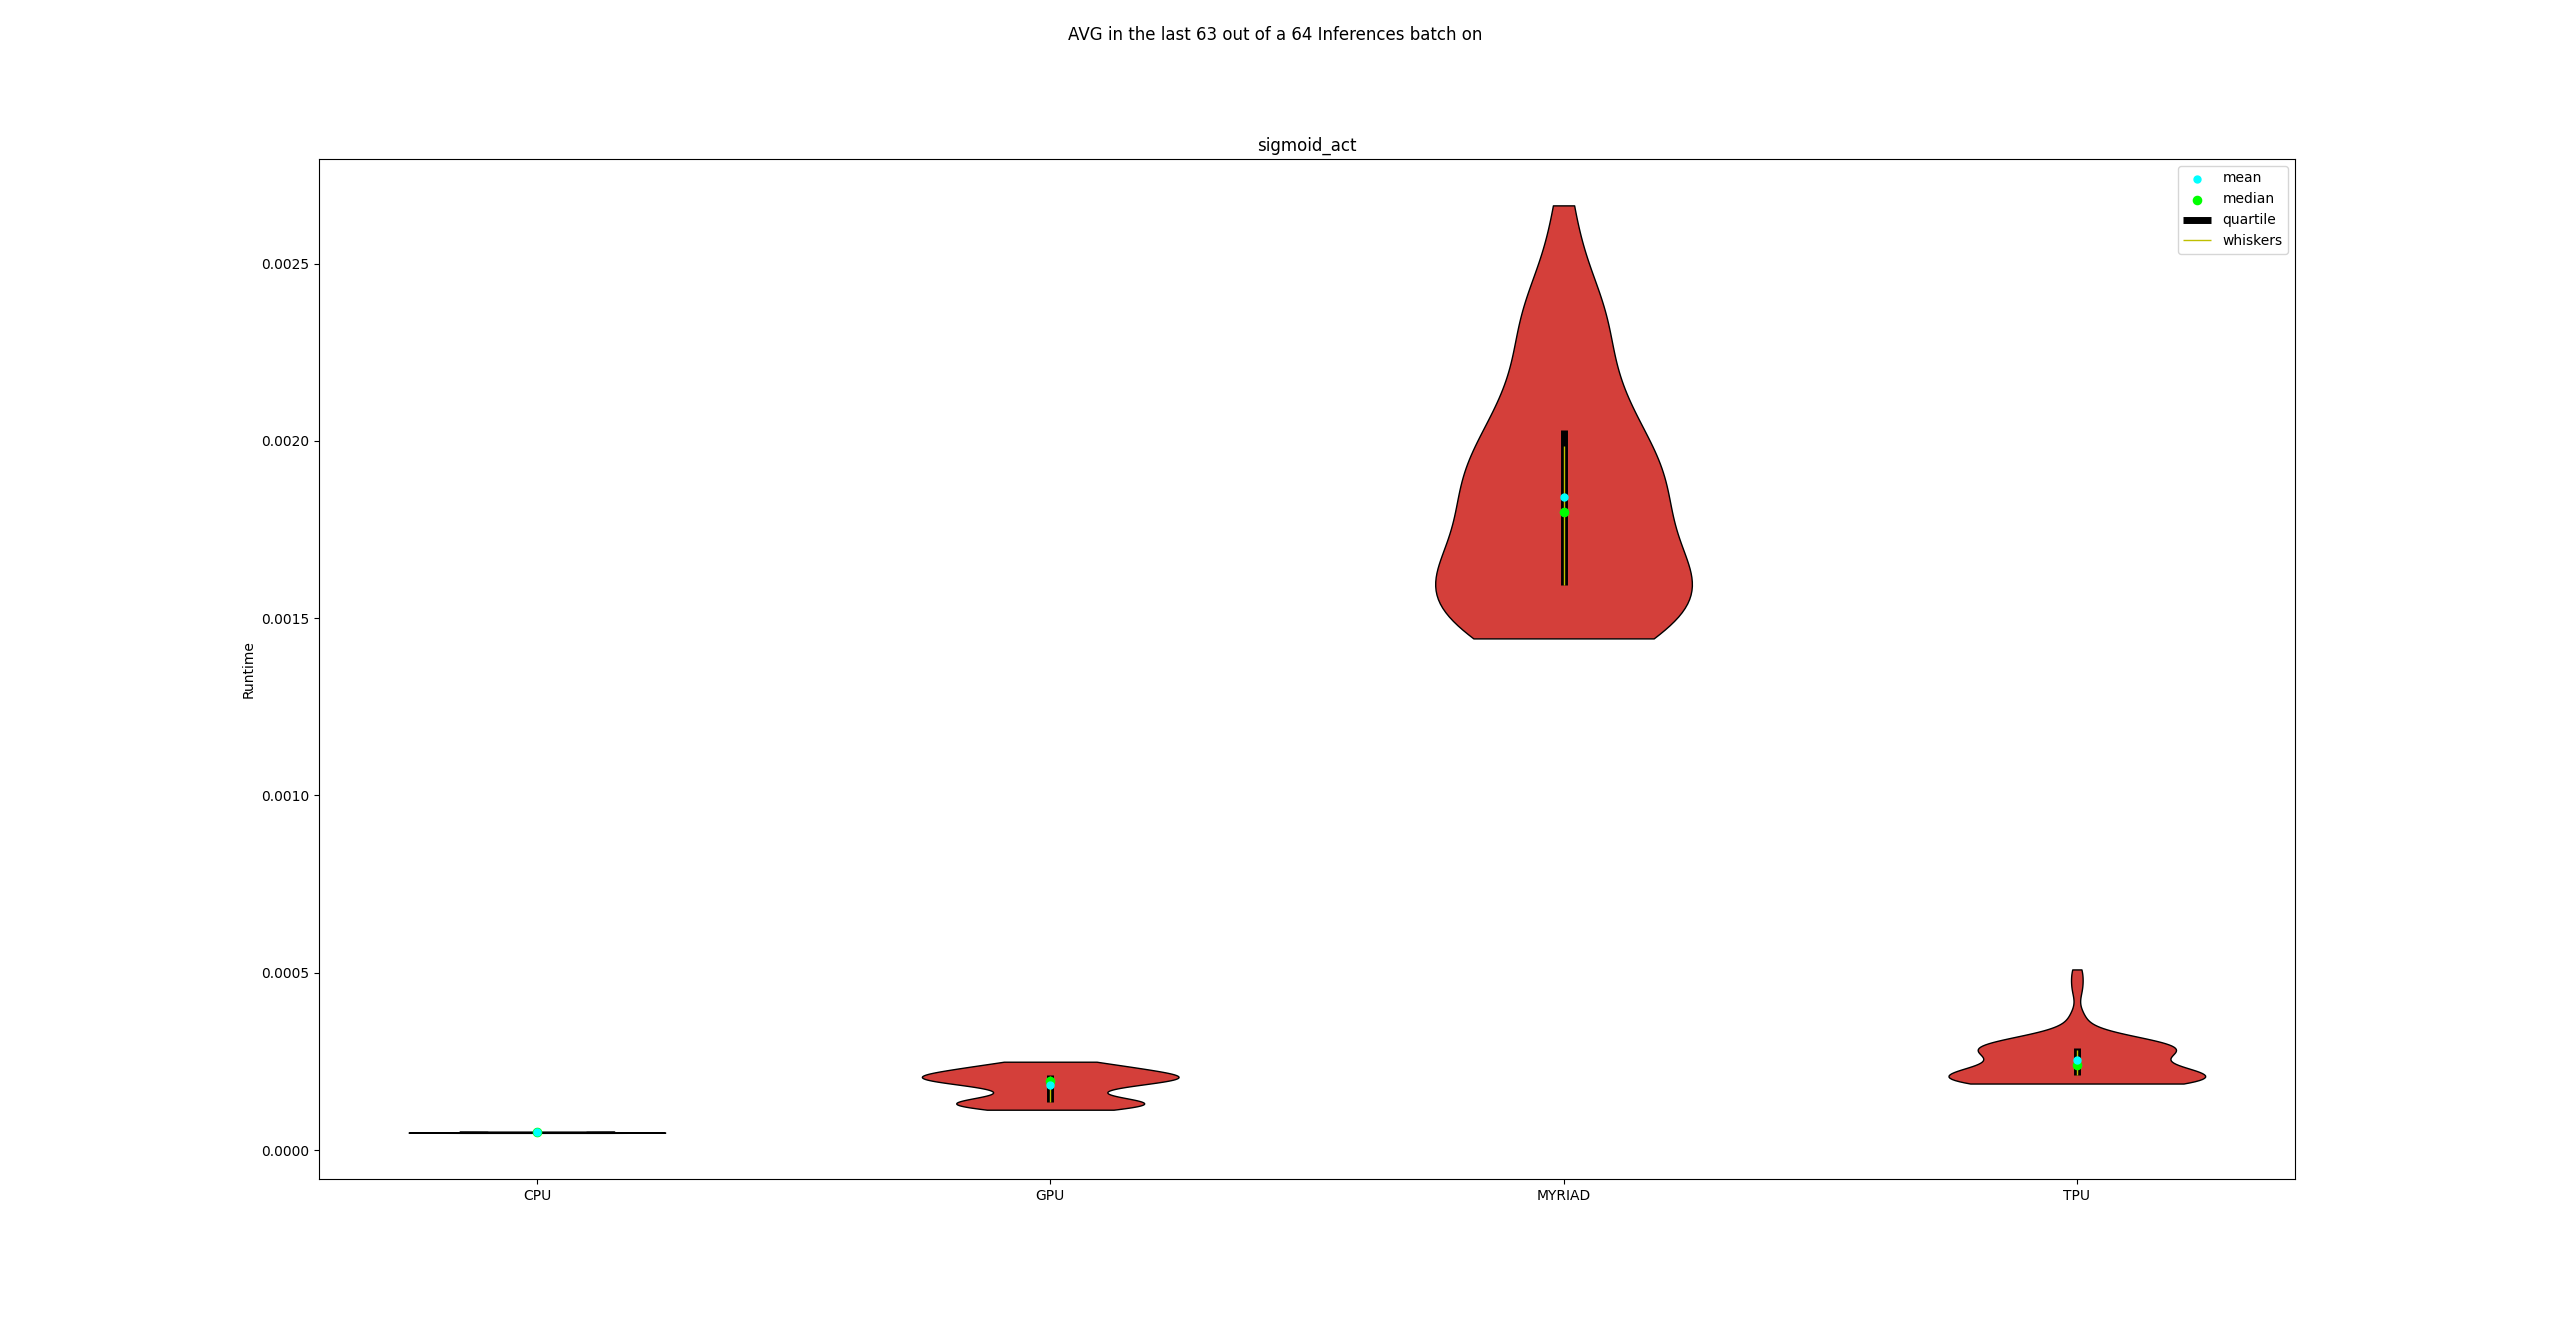 AVG in the last 63 out of a 64 Inferences batch on
sigmoid_act
mean
median
quartile
whiskers
0.0025
0.0020
0.0015
0.0010
0.0005
0.0000
Runtime
CPU
GPU
MYRIAD
TPU